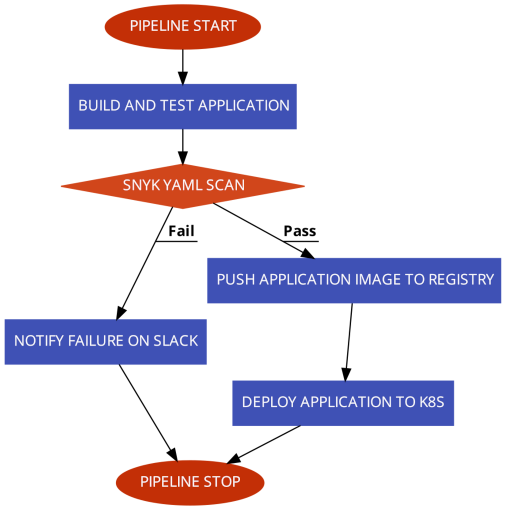 PIPELINE START
BUILD AND TEST APPLICATION
SNYK YAML SCAN
Fail
Pass
PUSH APPLICATION IMAGE TO REGISTRY
NOTIFY FAILURE ON SLACK
DEPLOY APPLICATION TO K8S
PIPELINE STOP